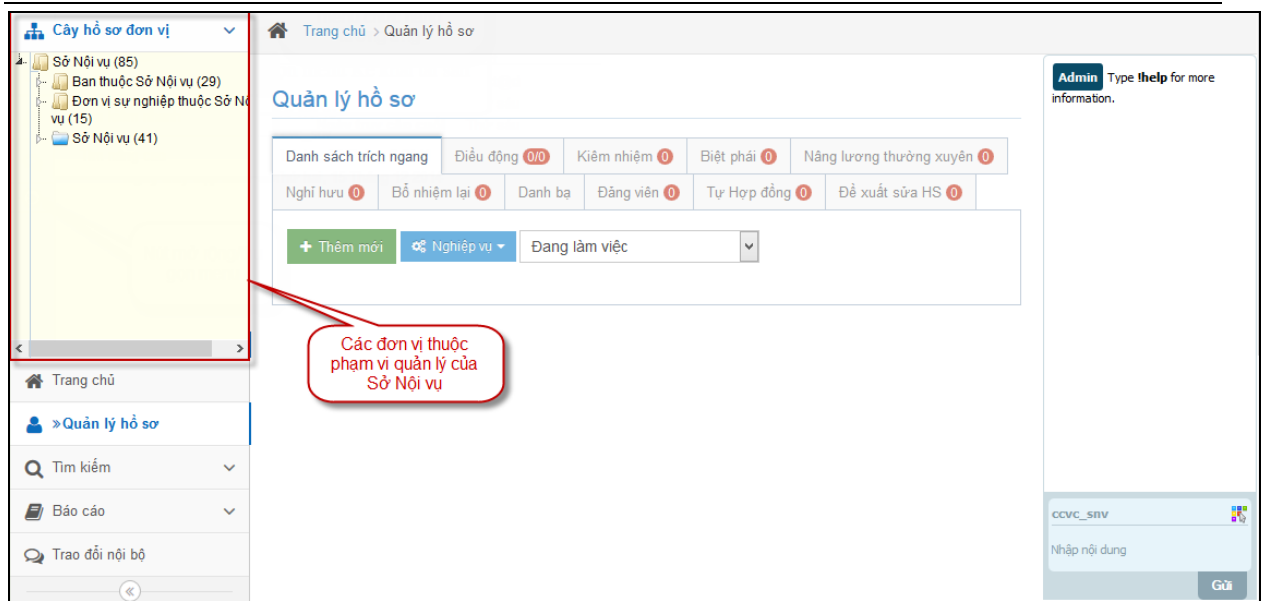 Cây hồ sơ đơn vị
Sở Nội vụ (85)
Ban thuộc Sở Nội vụ (29)
Đơn vị sự nghiệp thuộc Sở Nộ
vụ (15)
Sở Nội vụ (41)
Trang chủ
»Quản lý hồ sơ
Tìm kiếm
Báo cáo
Trao đổi nội bộ
Trang chủ > Quản lý hồ sơ
Quản lý hồ sơ
Danh sách trích ngang Điều động 0/0 Kiêm nhiệm 0 Biệt phái 0 Nâng lương thường xuyên 0
Nghỉ hưu 0 Bổ nhiệm lại 0 Danh bạ Đảng viên 0 Tự Hợp đồng 0 Đề xuất sửa HS 0
Thêm mới Nghiệp vụ Đang làm việc
Các đơn vị thuộc
phạm vi quản lý của
Sở Nội vụ
Admin Type !help for more
information.
ccvc_snv
Nhập nội dung
Gửi